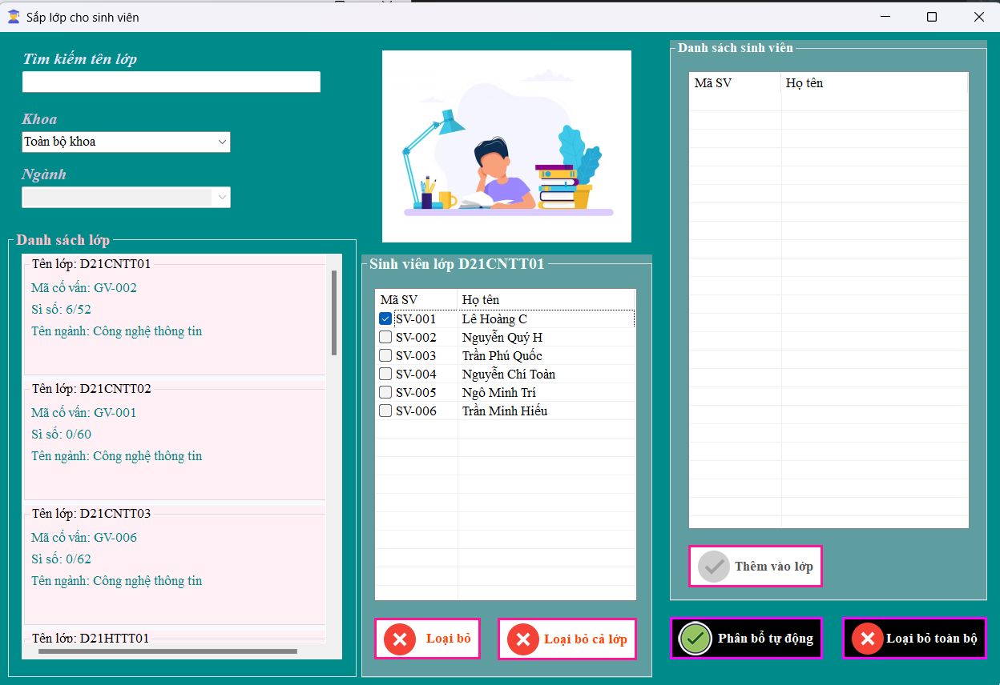 Sắp lớp cho sinh viên
Tìm kiếm tên lớp
Khoa
Toàn bộ khoa
Ngành
Danh sách lớp
Tên lớp: D21CNTT01
Mã cố vấn: GV-002
Sì số: 6/52
Tên ngành: Công nghệ thông tin
Tên lớp: D21CNTT02
Mã cố vấn: GV-001
Sì số: 0/60
Tên ngành: Công nghệ thông tin
Tên lớp: D21CNTT03
Mã cố vấn: GV-006
Sì số: 0/62
Tên ngành: Công nghệ thông tin
Tên lớp: D21HTTT01
Sinh viên lớp D21CNTT01
Mã SV Họ tên
SV-001 Lê Hoàng C
SV-002 Nguyễn Quý H
SV-003 Trần Phú Quốc
SV-004 Nguyễn Chí Toàn
SV-005 Ngô Minh Trí
SV-006 Trần Minh Hiếu
Loại bỏ
Loại bỏ cả lớp
Danh sách sinh viên
Mã SV Họ tên
Thêm vào lớp
Phân bổ tự động
Loại bỏ toàn bộ